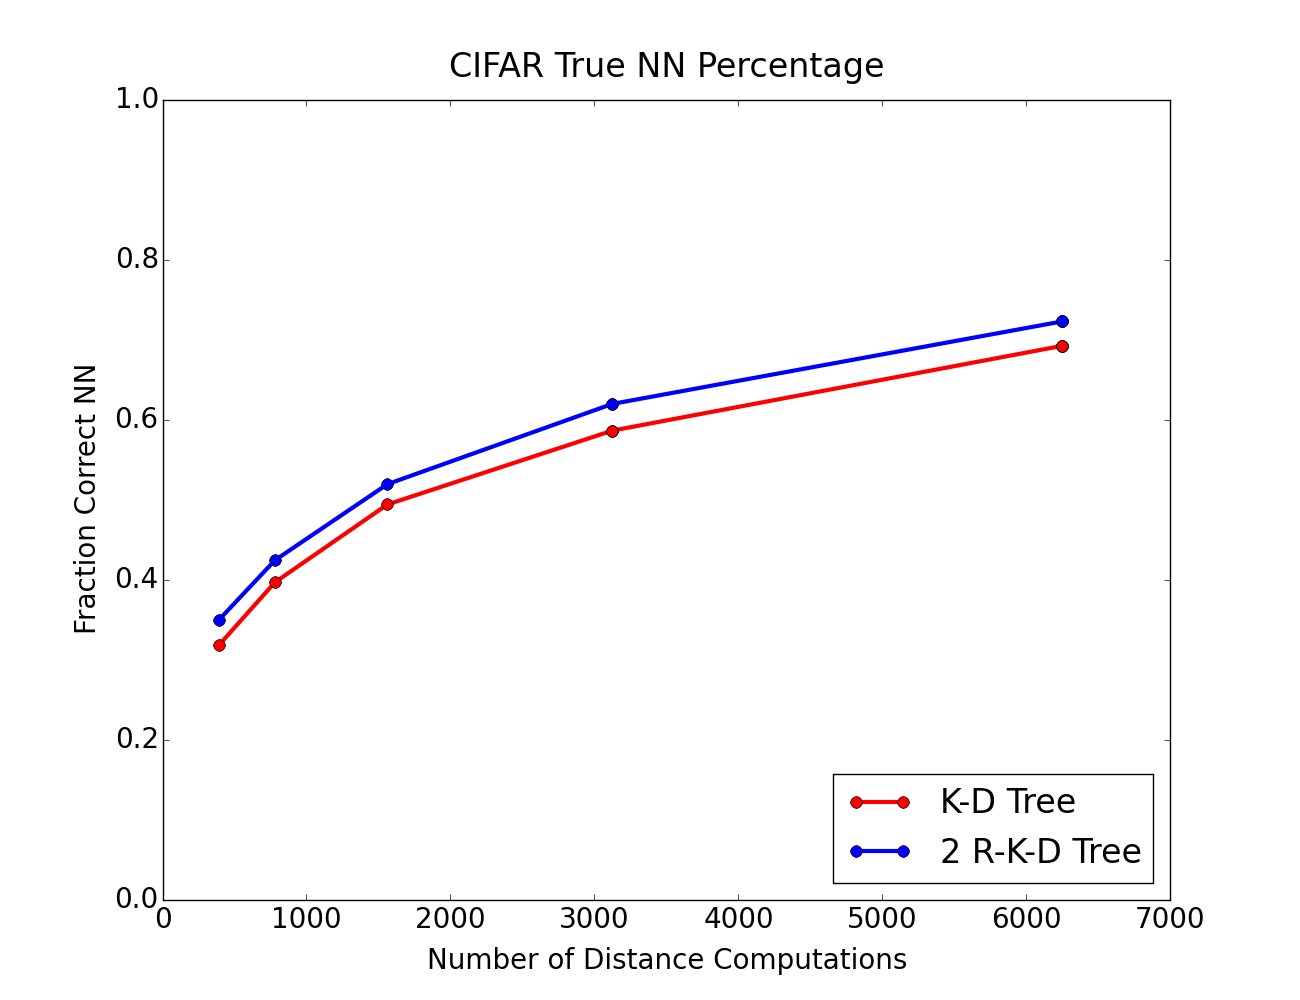 CIFAR True NN Percentage
1.0
0.8
0.6
0.4
0.2
0.0
Fraction Correct NN
0 1000 2000 3000 4000 5000 6000 7000
Number of Distance Computations
K-D Tree
2 R-K-D Tree